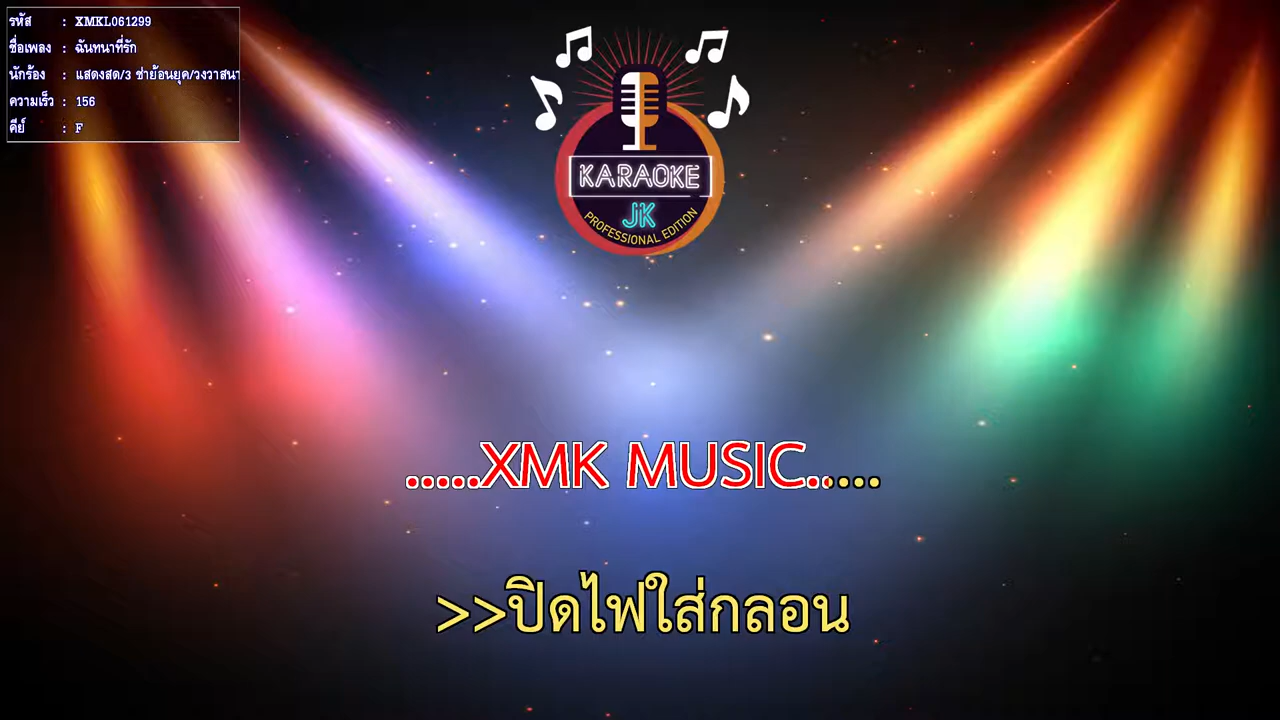 รหัส : XMKL061299
ชื่อเพลง : ฉันทนาที่รัก
นักร้อง : แสดงสด/3 ช่าย้อนยุค/วงวาสนา
ความเร็ว : 156
คีย์ : F
KARAOKE
JK
PROFESSIONAL EDITION
.....XMK MUSIC.....
>>ปิดไฟใส่กลอน